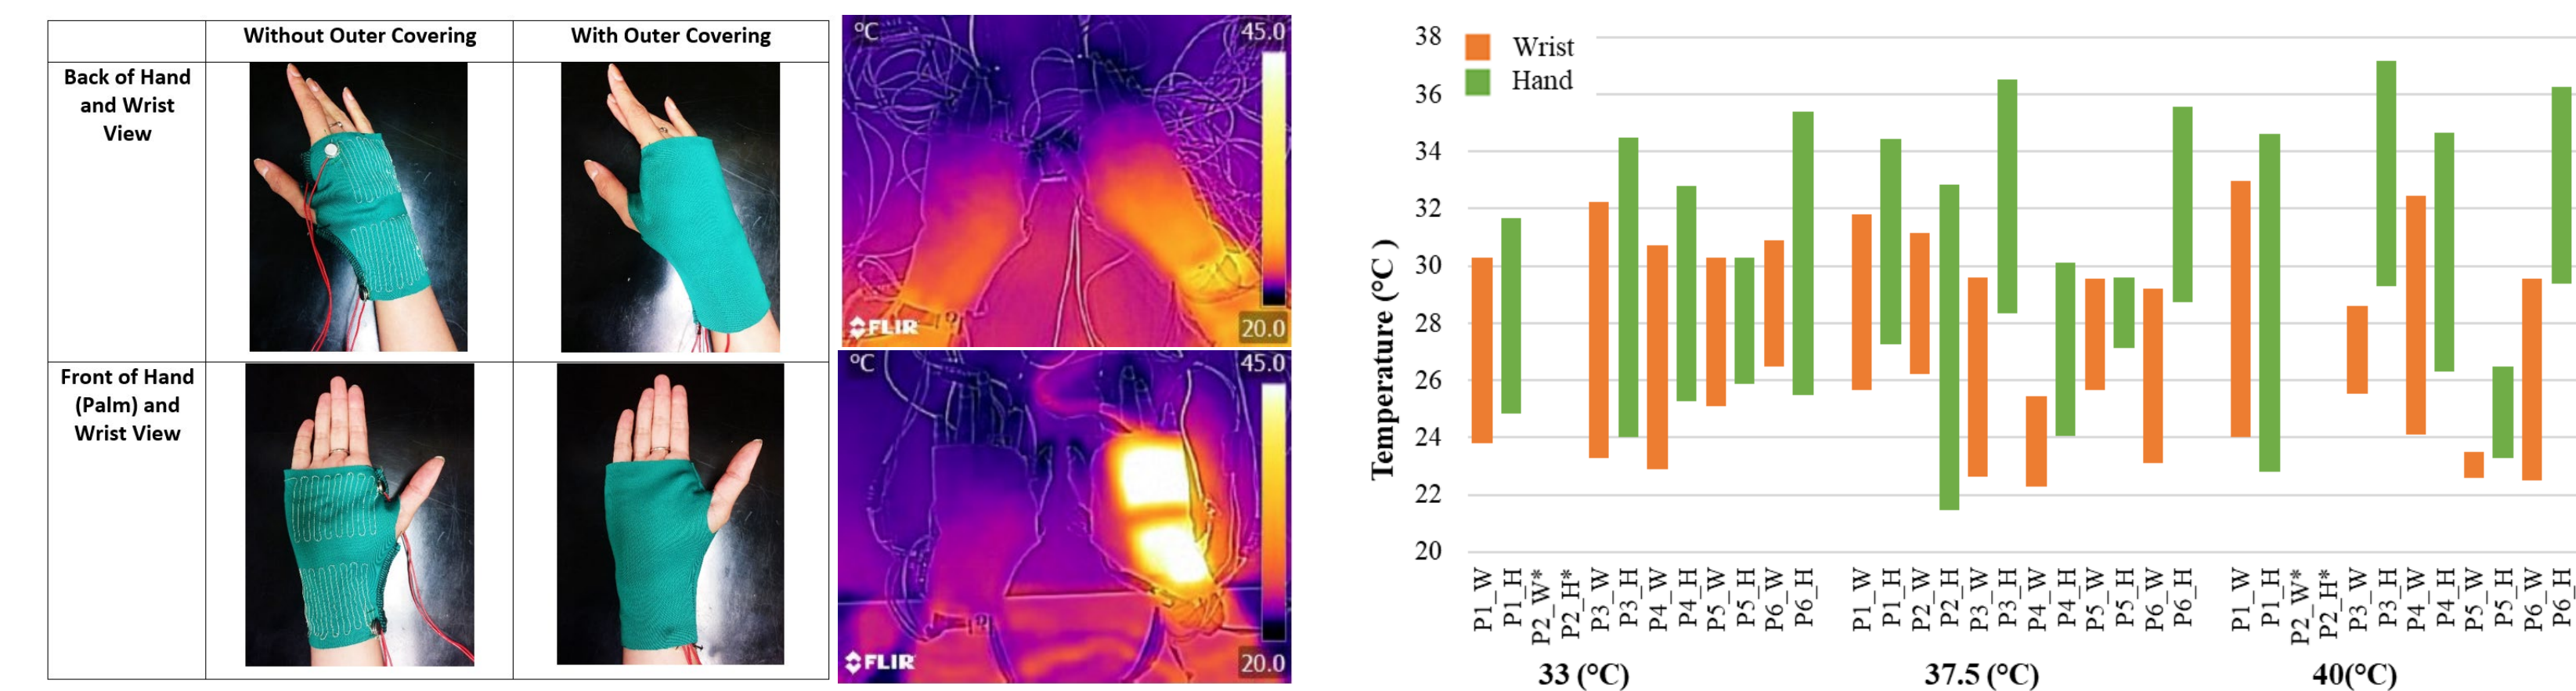 Without Outer Covering
With Outer Covering
Back of Hand
and Wrist
View
Front of Hand
(Palm) and
Wrist View
°C
45.0
FLIR
20.0
°C
45.0
FLIR
20.0
Temperature (°C )
38
36
34
32
30
28
26
24
22
20
Wrist
Hand
P1_W
P1_H
P2_W*
P2_H*
P3_W
P3_H
P4_W
P4_H
P5_W
P5_H
P6_W
P6_H
P1_W
P1_H
P2_W
P2_H
P3_W
P3_H
P4_W
P4_H
P5_W
P5_H
P6_W
P6_H
P1_W
P1_H
P2_W*
P2_H*
P3_W
P3_H
P4_W
P4_H
P5_W
P5_H
P6_W
P6_H
33 (°C)
37.5 (°C)
40(°C)